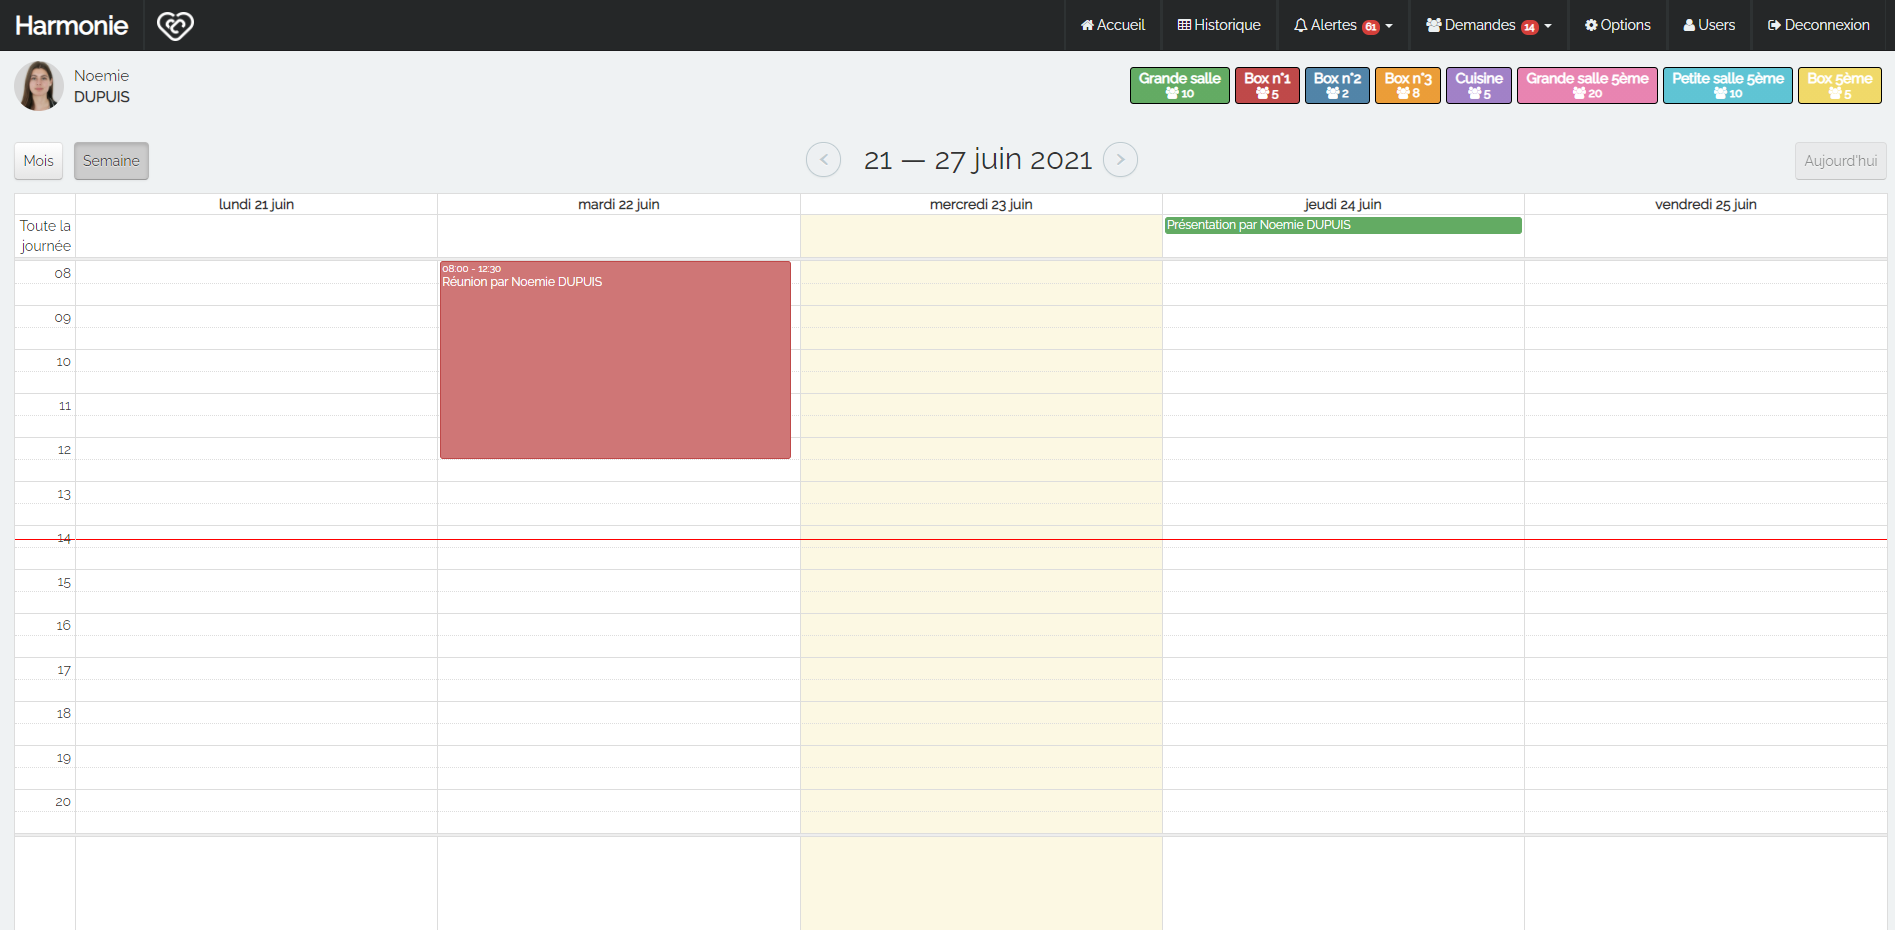 Harmonie
Accueil
Historique
Alertes 61
Demandes 14
Options
Users
Deconnexion
Noemie
DUPUIS
Grande salle
10
Box n°1
5
Box n°2
2
Box n°3
8
Cuisine
5
Grande salle 5ème
20
Petite salle 5ème
10
Box 5ème
5
Mois
Semaine
21 — 27 juin 2021
Aujourd'hui
lundi 21 juin
mardi 22 juin
mercredi 23 juin
jeudi 24 juin
vendredi 25 juin
Toute la
journée
Présentation par Noemie DUPUIS
08
08:00 - 12:30
Réunion par Noemie DUPUIS
09
10
11
12
13
14
15
16
17
18
19
20